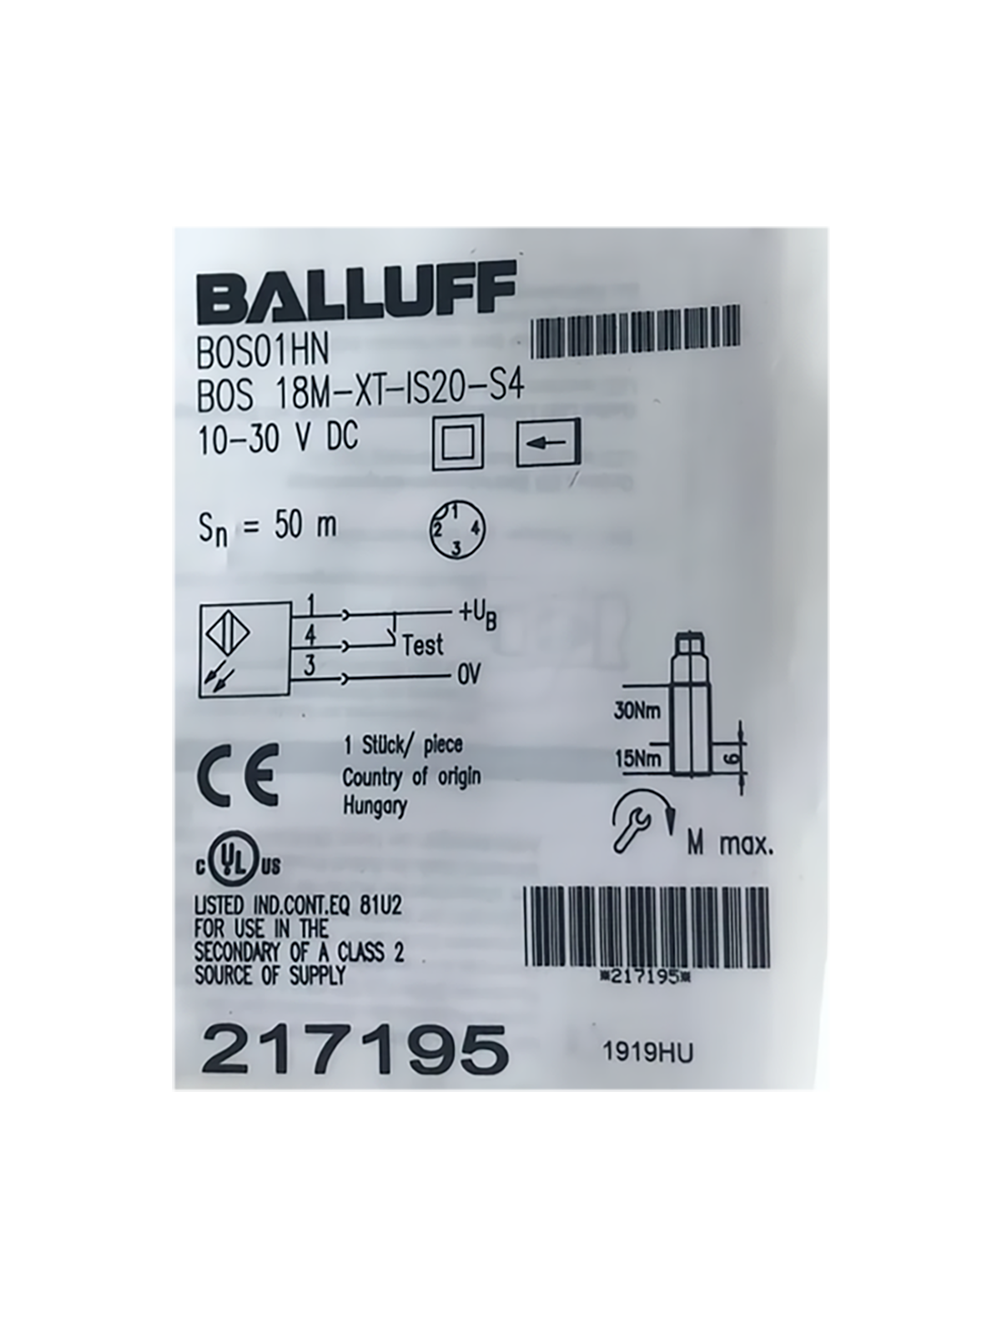 BALLUFF
BOS01HN
BOS 18M-XT-IS20-S4
10-30 V DC
Sn = 50 m
1
2 4
3
1 +UB
4 Test
3 0V
30Nm
15Nm 6
M max.
CE
1 Stück/ piece
Country of origin
Hungary
c UL us
LISTED IND.CONT.EQ 81U2
FOR USE IN THE
SECONDARY OF A CLASS 2
SOURCE OF SUPPLY
*217195*
217195
1919HU